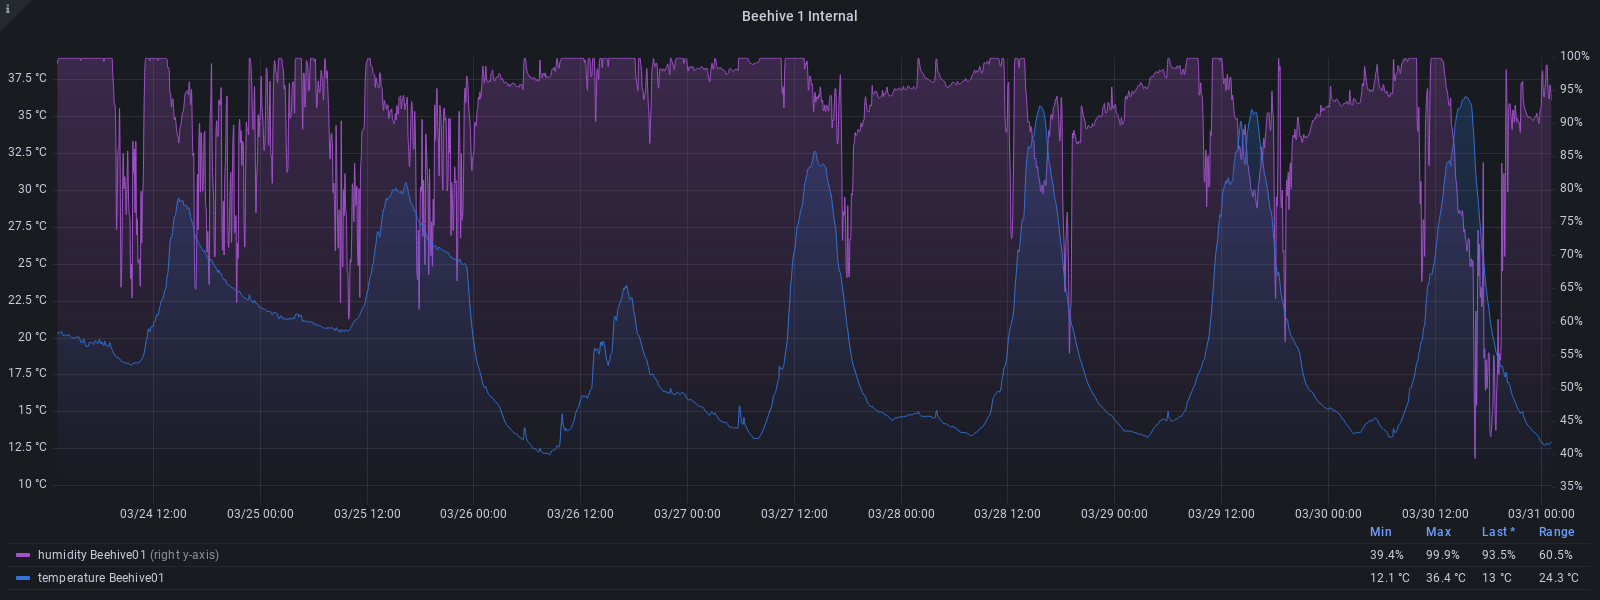 i
Beehive 1 Internal
37.5 °C
35 °C
32.5 °C
30 °C
27.5 °C
25 °C
22.5 °C
20 °C
17.5 °C
15 °C
12.5 °C
10 °C
100%
95%
90%
85%
80%
75%
70%
65%
60%
55%
50%
45%
40%
35%
03/24 12:00 03/25 00:00 03/25 12:00 03/26 00:00 03/26 12:00 03/27 00:00 03/27 12:00 03/28 00:00 03/28 12:00 03/29 00:00 03/29 12:00 03/30 00:00 03/30 12:00 03/31 00:00
Min Max Last * Range
humidity Beehive01 (right y-axis) 39.4% 99.9% 93.5% 60.5%
temperature Beehive01 12.1 °C 36.4 °C 13 °C 24.3 °C